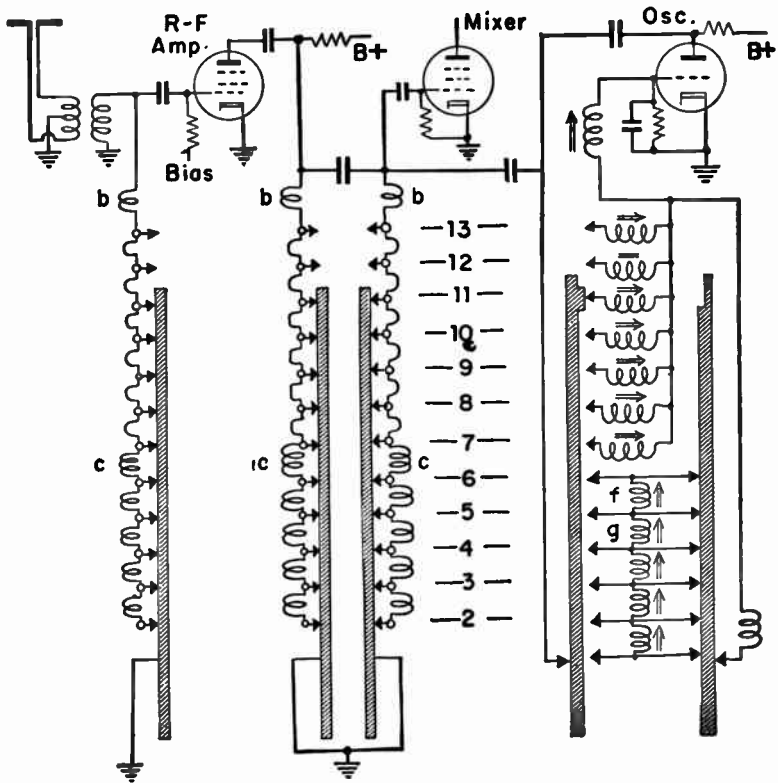 R-F
Amp.
B+
Mixer
Osc.
B+
Bias
b
b
b
—13—
—12—
—11—
—10—
—9—
—8—
—7—
c
c
c
—6—
f
—5—
g
—4—
—3—
—2—